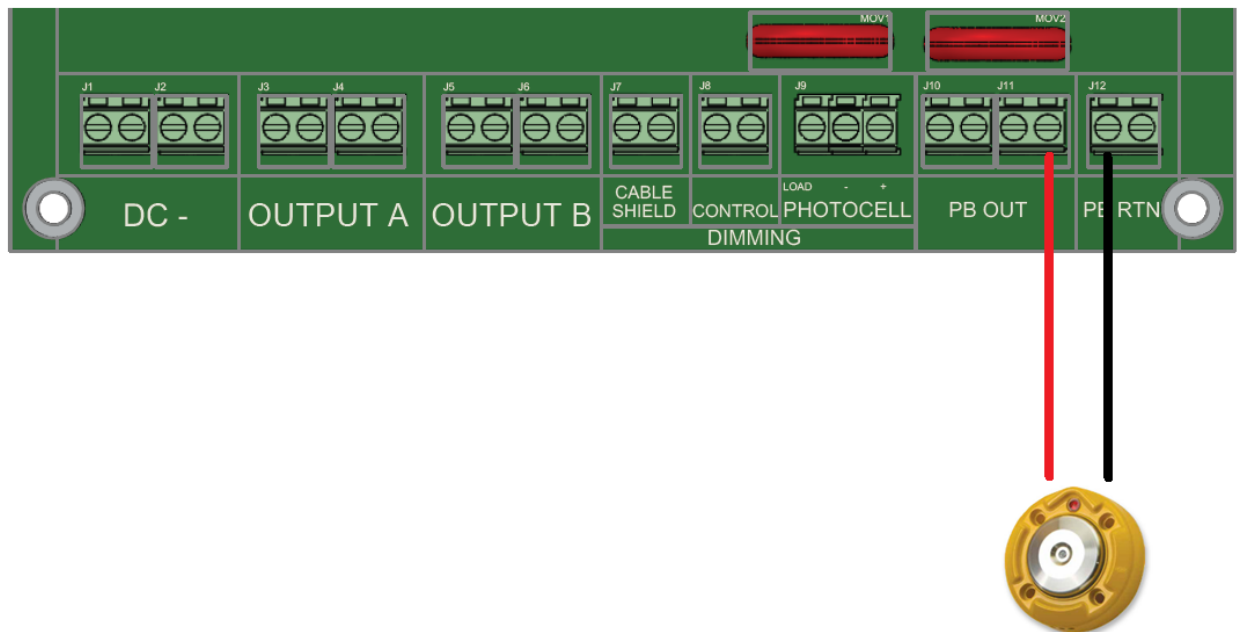 MOV1 MOV2
J1 J2 J3 J4 J5 J6 J7 J8 J9 J10 J11 J12
LOAD - +
DC - OUTPUT A OUTPUT B CABLE SHIELD CONTROL PHOTOCELL PB OUT PB RTN
DIMMING